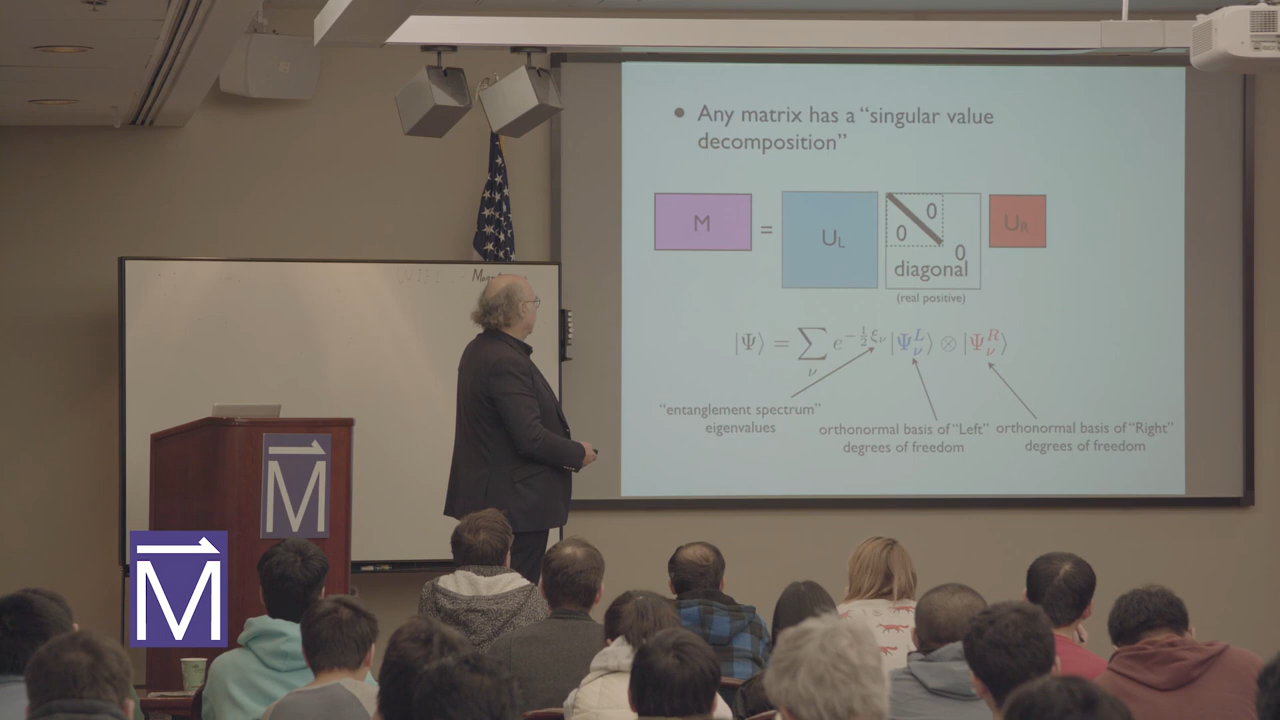 • Any matrix has a “singular value
decomposition”
M = U_L 0 0 0 U_R
diagonal
(real positive)
|Ψ⟩ = ∑_ν e^{-½ξ_ν} |Ψ_ν^L⟩ ⊗ |Ψ_ν^R⟩
“entanglement spectrum”
eigenvalues
orthonormal basis of “Left”
degrees of freedom
orthonormal basis of “Right”
degrees of freedom
M
M